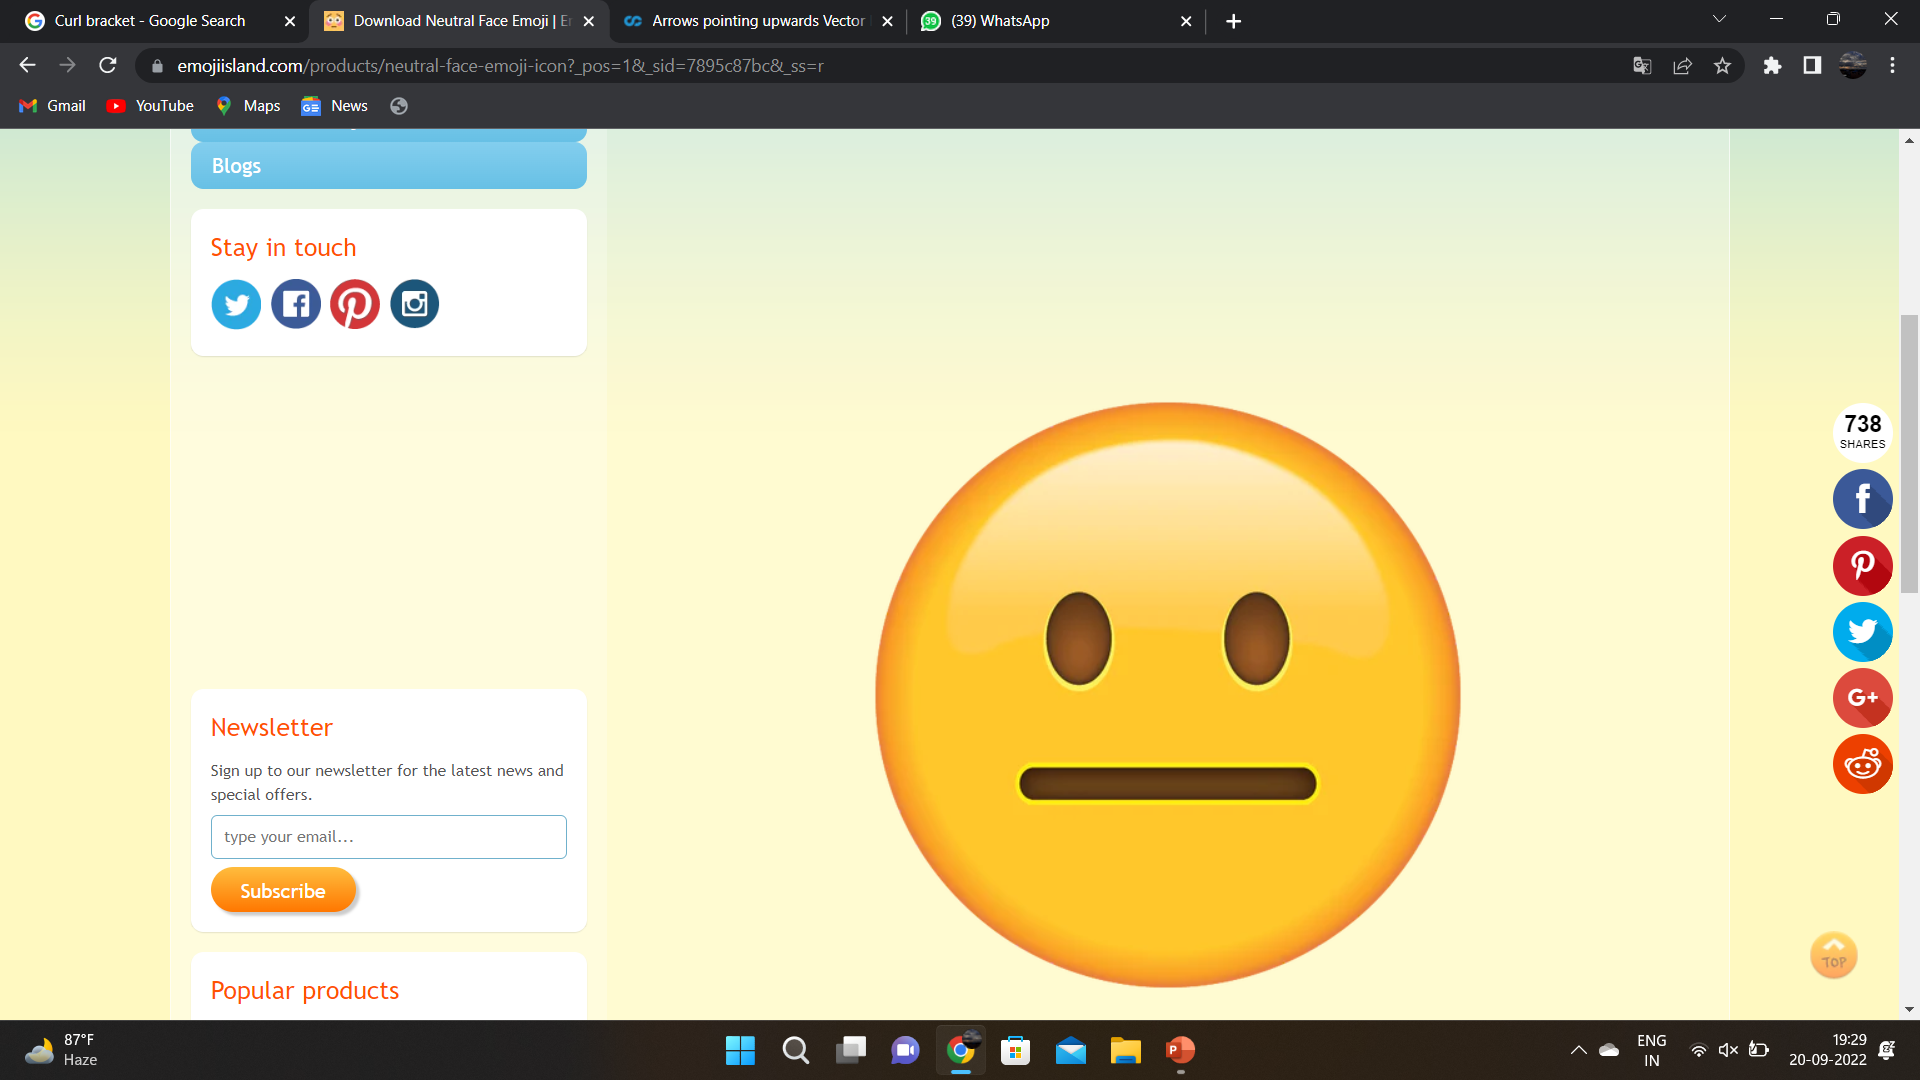 Curl bracket - Google Search
Download Neutral Face Emoji | E
Arrows pointing upwards Vector
39
(39) WhatsApp
emojiisland.com/products/neutral-face-emoji-icon?_pos=1&_sid=7895c87bc&_ss=r
Gmail
YouTube
Maps
News
Blogs
Stay in touch
738
SHARES
G+
Newsletter
Sign up to our newsletter for the latest news and
special offers.
type your email...
Subscribe
TOP
Popular products
87°F
Haze
ENG
IN
19:29
20-09-2022